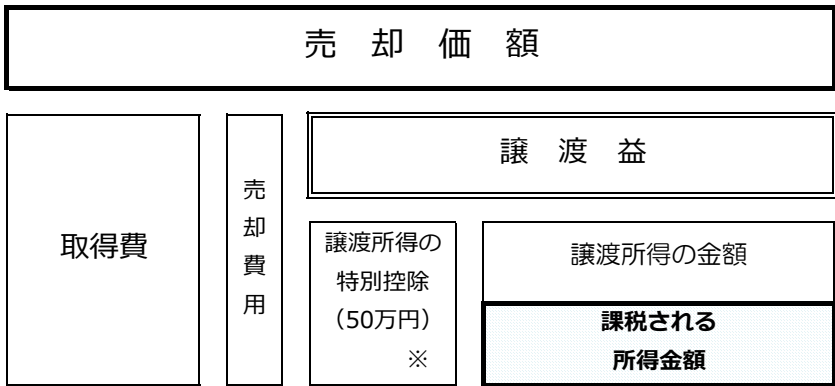 売却価額
取得費
売却費用
譲渡益
譲渡所得の
特別控除
（50万円）
※
譲渡所得の金額
課税される
所得金額